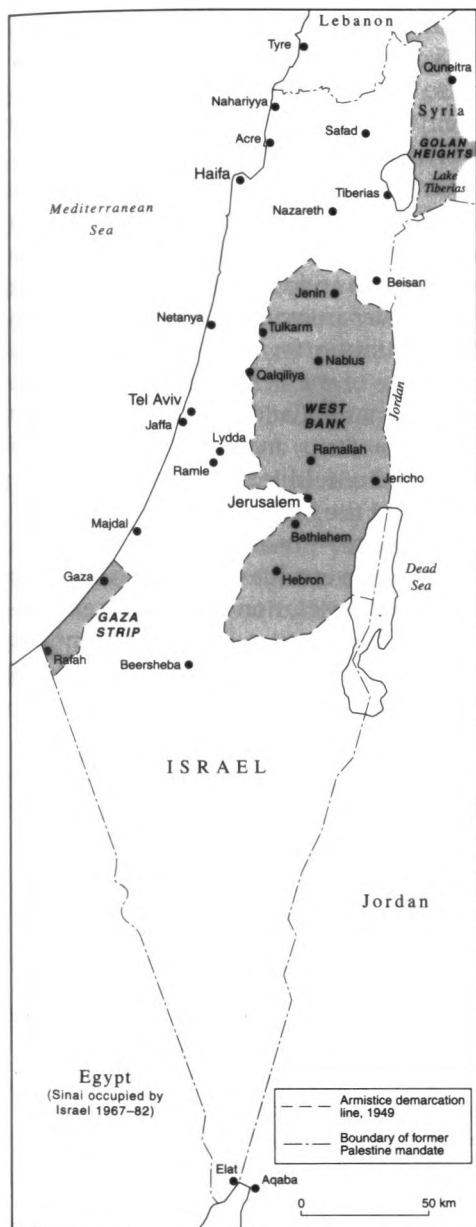 Lebanon
Tyre
Quneitra
Nahariyya
Syria
Safad
Acre
GOLAN
HEIGHTS
Haifa
Lake
Tiberias
Tiberias
Mediterranean
Sea
Nazareth
Beisan
Jenin
Netanya
Tulkarm
Nablus
Qalqiliya
Jordan
Tel Aviv
WEST
BANK
Jaffa
Lydda
Ramallah
Ramle
Jericho
Jerusalem
Majdal
Bethlehem
Dead
Sea
Gaza
Hebron
GAZA
STRIP
Rafah
Beersheba
ISRAEL
Jordan
Egypt
(Sinai occupied by
Israel 1967–82)
Armistice demarcation
line, 1949
Boundary of former
Palestine mandate
Elat
Aqaba
0
50 km